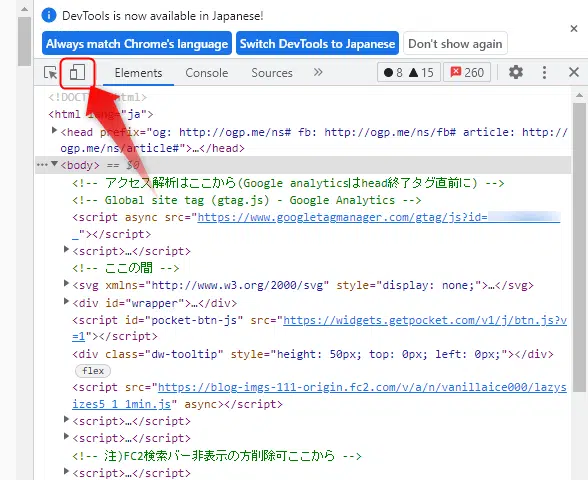 DevTools is now available in Japanese!
Always match Chrome's language Switch DevTools to Japanese Don't show again
Elements Console Sources » 8 15 260
<!DOCT html>
<html lang="ja">
<head prefix="og: http://ogp.me/ns# fb: http://ogp.me/ns/fb# article: http://
ogp.me/ns/article#">…</head>
<body> == $0
<!-- アクセス解析はここから(Google analyticsはhead終了タグ直前に) -->
<!-- Global site tag (gtag.js) - Google Analytics -->
<script async src="https://www.googletagmanager.com/gtag/js?id=
_"></script>
<script>…</script>
<!-- ここの間 -->
<svg xmlns="http://www.w3.org/2000/svg" style="display: none;">…</svg>
<div id="wrapper">…</div>
<script id="pocket-btn-js" src="https://widgets.getpocket.com/v1/j/btn.js?v
=1"></script>
<div class="dw-tooltip" style="height: 50px; top: 0px; left: 0px;"></div>
flex
<script src="https://blog-imgs-111-origin.fc2.com/v/a/n/vanillaice000/lazys
izes5_1_1min.js" async></script>
<script>…</script>
<script>…</script>
<!-- 注)FC2検索バー非表示の方削除可ここから -->
<script>…</script>